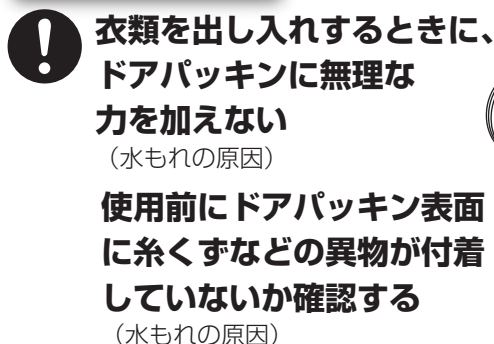 衣類を出し入れするときに、
ドアパッキンに無理な
力を加えない
（水もれの原因）
使用前にドアパッキン表面
に糸くずなどの異物が付着
していないか確認する
（水もれの原因）